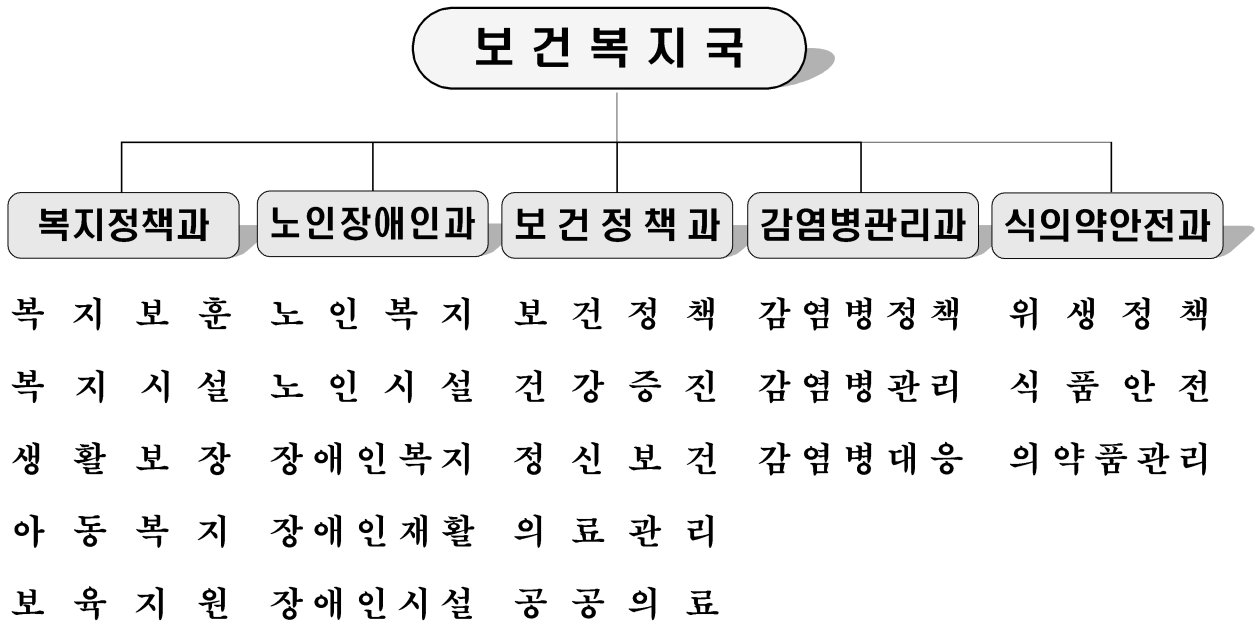 보건복지국
복지정책과 노인장애인과 보건정책과 감염병관리과 식의약안전과
복지보훈 노인복지 보건정책 감염병정책 위생정책
복지시설 노인시설 건강증진 감염병관리 식품안전
생활보장 장애인복지 정신보건 감염병대응 의약품관리
아동복지 장애인재활 의료관리
보육지원 장애인시설 공공의료